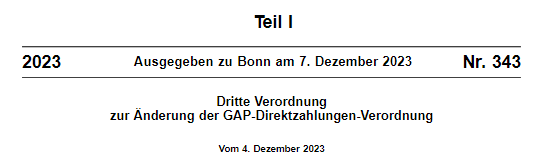 Teil I
2023 Ausgegeben zu Bonn am 7. Dezember 2023 Nr. 343
Dritte Verordnung
zur Änderung der GAP-Direktzahlungen-Verordnung
Vom 4. Dezember 2023